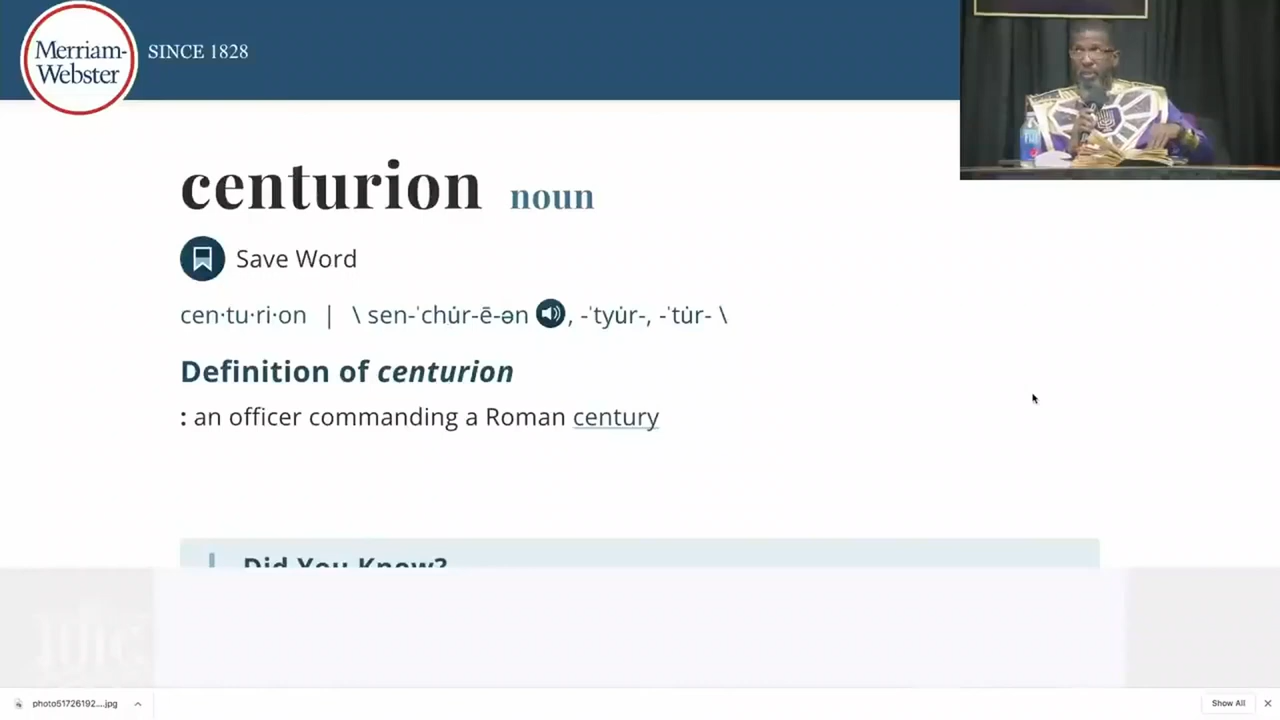 Merriam-
Webster
SINCE 1828
centurion noun
Save Word
cen·tu·ri·on | \ sen-ˈchu̇r-ē-ən , -ˈtyu̇r-, -ˈtu̇r- \
Definition of centurion
: an officer commanding a Roman century
Did You Know?
photo51726192....jpg
Show All